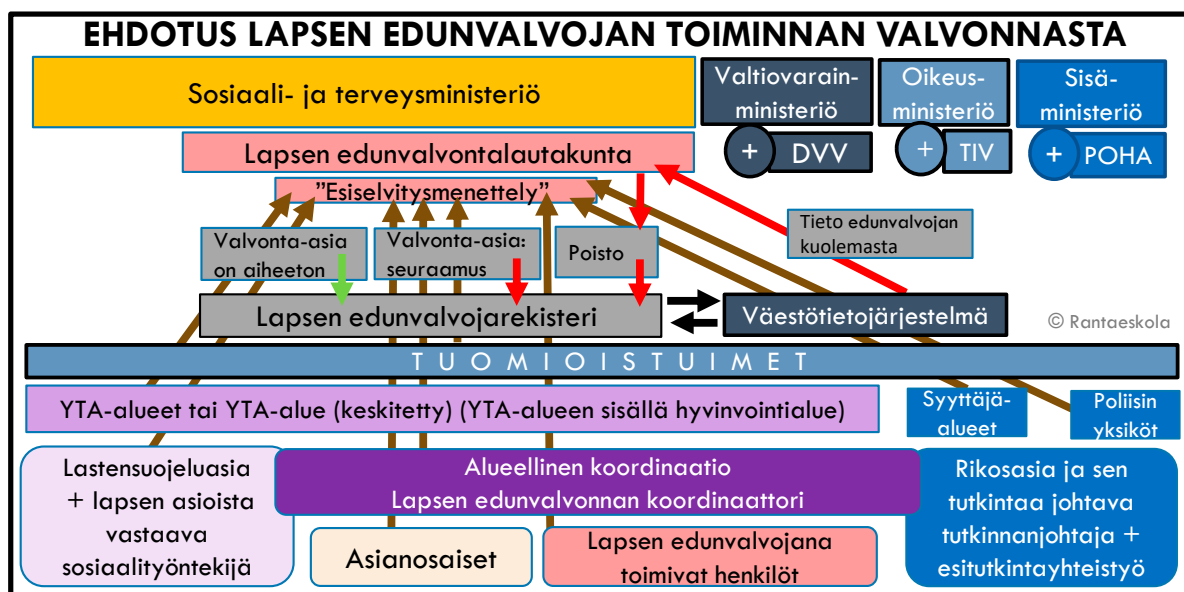 EHDOTUS LAPSEN EDUNVALVOJAN TOIMINNAN VALVONNASTA
Sosiaali- ja terveysministeriö
Valtiovarain-
ministeriö
+ DVV
Oikeus-
ministeriö
+ TIV
Sisä-
ministeriö
+ POHA
Lapsen edunvalvontalautakunta
”Esiselvitysmenettely”
Valvonta-asia
on aiheeton
Valvonta-asia:
seuraamus
Poisto
Tieto edunvalvojan
kuolemasta
Lapsen edunvalvojarekisteri
Väestötietojärjestelmä
© Rantaeskola
TUOMIOISTUIMET
YTA-alueet tai YTA-alue (keskitetty) (YTA-alueen sisällä hyvinvointialue)
Syyttäjä-
alueet
Poliisin
yksiköt
Lastensuojeluasia
+ lapsen asioista
vastaava
sosiaalityöntekijä
Alueellinen koordinaatio
Lapsen edunvalvonnan koordinaattori
Rikosasia ja sen
tutkintaa johtava
tutkinnanjohtaja +
esitutkintayhteistyö
Asianosaiset
Lapsen edunvalvojana
toimivat henkilöt